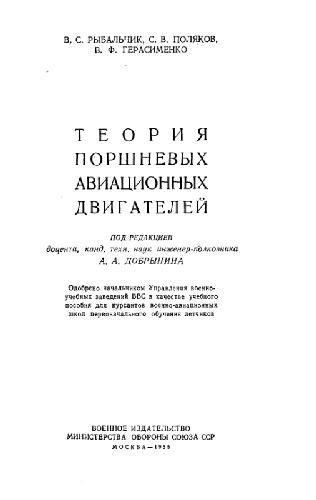 В. С. РЫБАЛЬЧИК, С. В. ПОЛЯКОВ,
В. Ф. ГЕРАСИМЕНКО
ТЕОРИЯ
ПОРШНЕВЫХ
АВИАЦИОННЫХ
ДВИГАТЕЛЕЙ
ПОД РЕДАКЦИЕЙ
доцента, канд. техн. наук инженер-полковника
А. А. ДОБРЫНИНА
Одобрено начальником Управления военно-
учебных заведений ВВС в качестве учебного
пособия для курсантов военно-авиационных
школ первоначального обучения летчиков
ВОЕННОЕ ИЗДАТЕЛЬСТВО
МИНИСТЕРСТВА ОБОРОНЫ СОЮЗА ССР
МОСКВА—1955